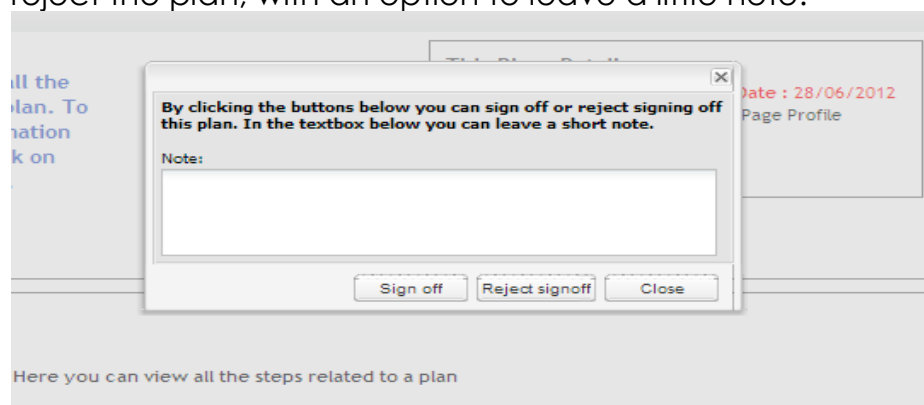 reject the plan, with an option to leave a little note.
all the
plan. To
k on
Date : 28/06/2012
Page Profile
By clicking the buttons below you can sign off or reject signing off
this plan. In the textbox below you can leave a short note.
Note:
Sign off Reject signoff Close
Here you can view all the steps related to a plan